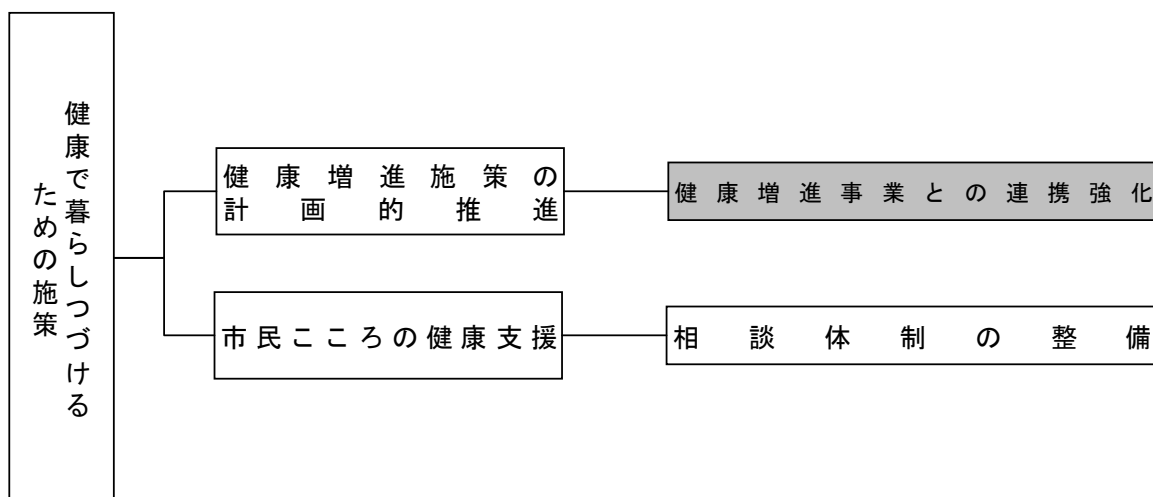 健康で暮らしつづける
ための施策
健康増進施策の
計画的推進
健康増進事業との連携強化
市民こころの健康支援
相談体制の整備